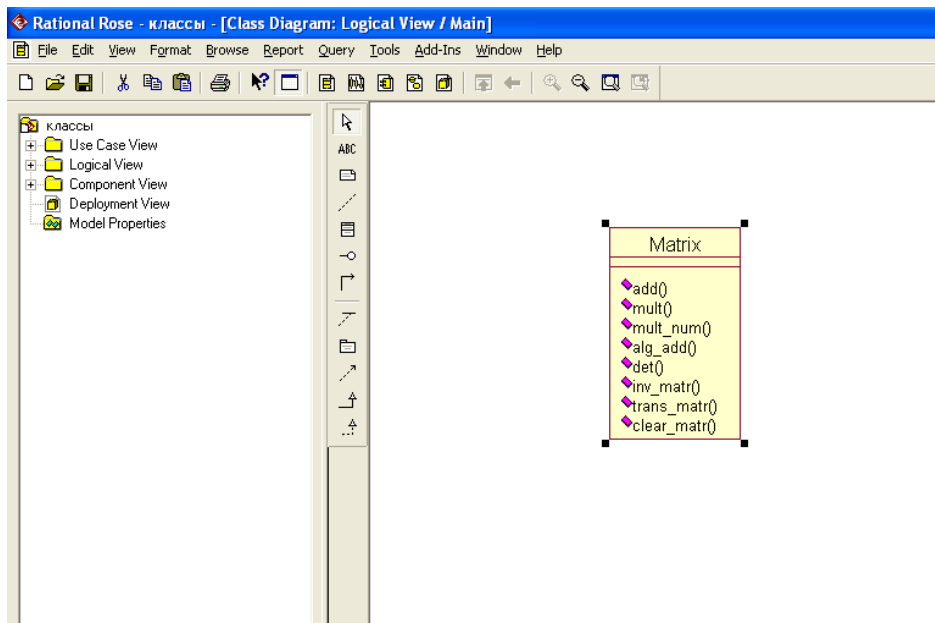 Rational Rose - классы - [Class Diagram: Logical View / Main]
File Edit View Format Browse Report Query Tools Add-Ins Window Help
классы
Use Case View
Logical View
Component View
Deployment View
Model Properties
ABC
Matrix
add()
mult()
mult_num()
alg_add()
det()
inv_matr()
trans_matr()
clear_matr()